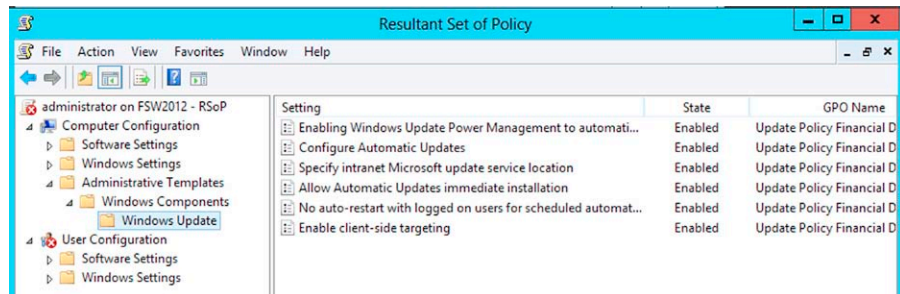 Resultant Set of Policy
File Action View Favorites Window Help
administrator on FSW2012 - RSoP
Computer Configuration
Software Settings
Windows Settings
Administrative Templates
Windows Components
Windows Update
User Configuration
Software Settings
Windows Settings
Setting State GPO Name
Enabling Windows Update Power Management to automati... Enabled Update Policy Financial D
Configure Automatic Updates Enabled Update Policy Financial D
Specify intranet Microsoft update service location Enabled Update Policy Financial D
Allow Automatic Updates immediate installation Enabled Update Policy Financial D
No auto-restart with logged on users for scheduled automat... Enabled Update Policy Financial D
Enable client-side targeting Enabled Update Policy Financial D